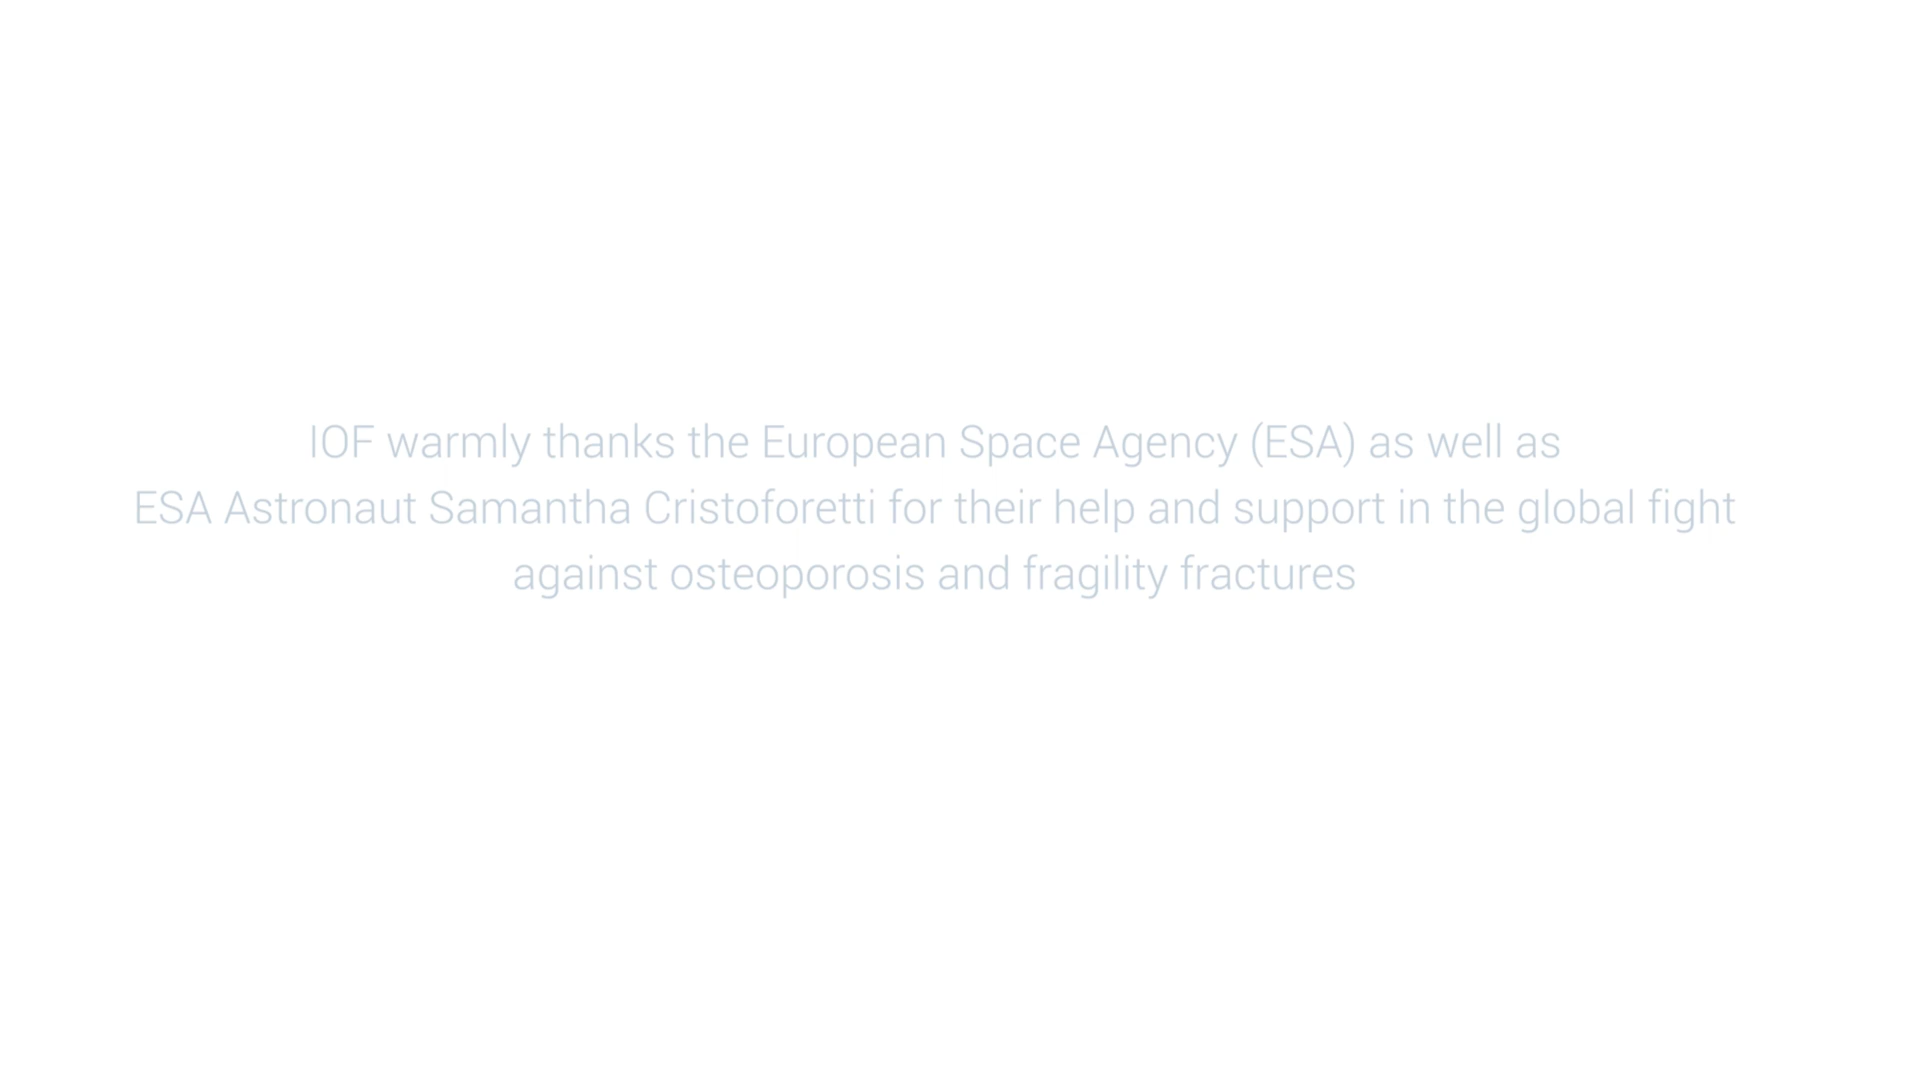 IOF warmly thanks the European Space Agency (ESA) as well as
ESA Astronaut Samantha Cristoforetti for their help and support in the global fight
against osteoporosis and fragility fractures